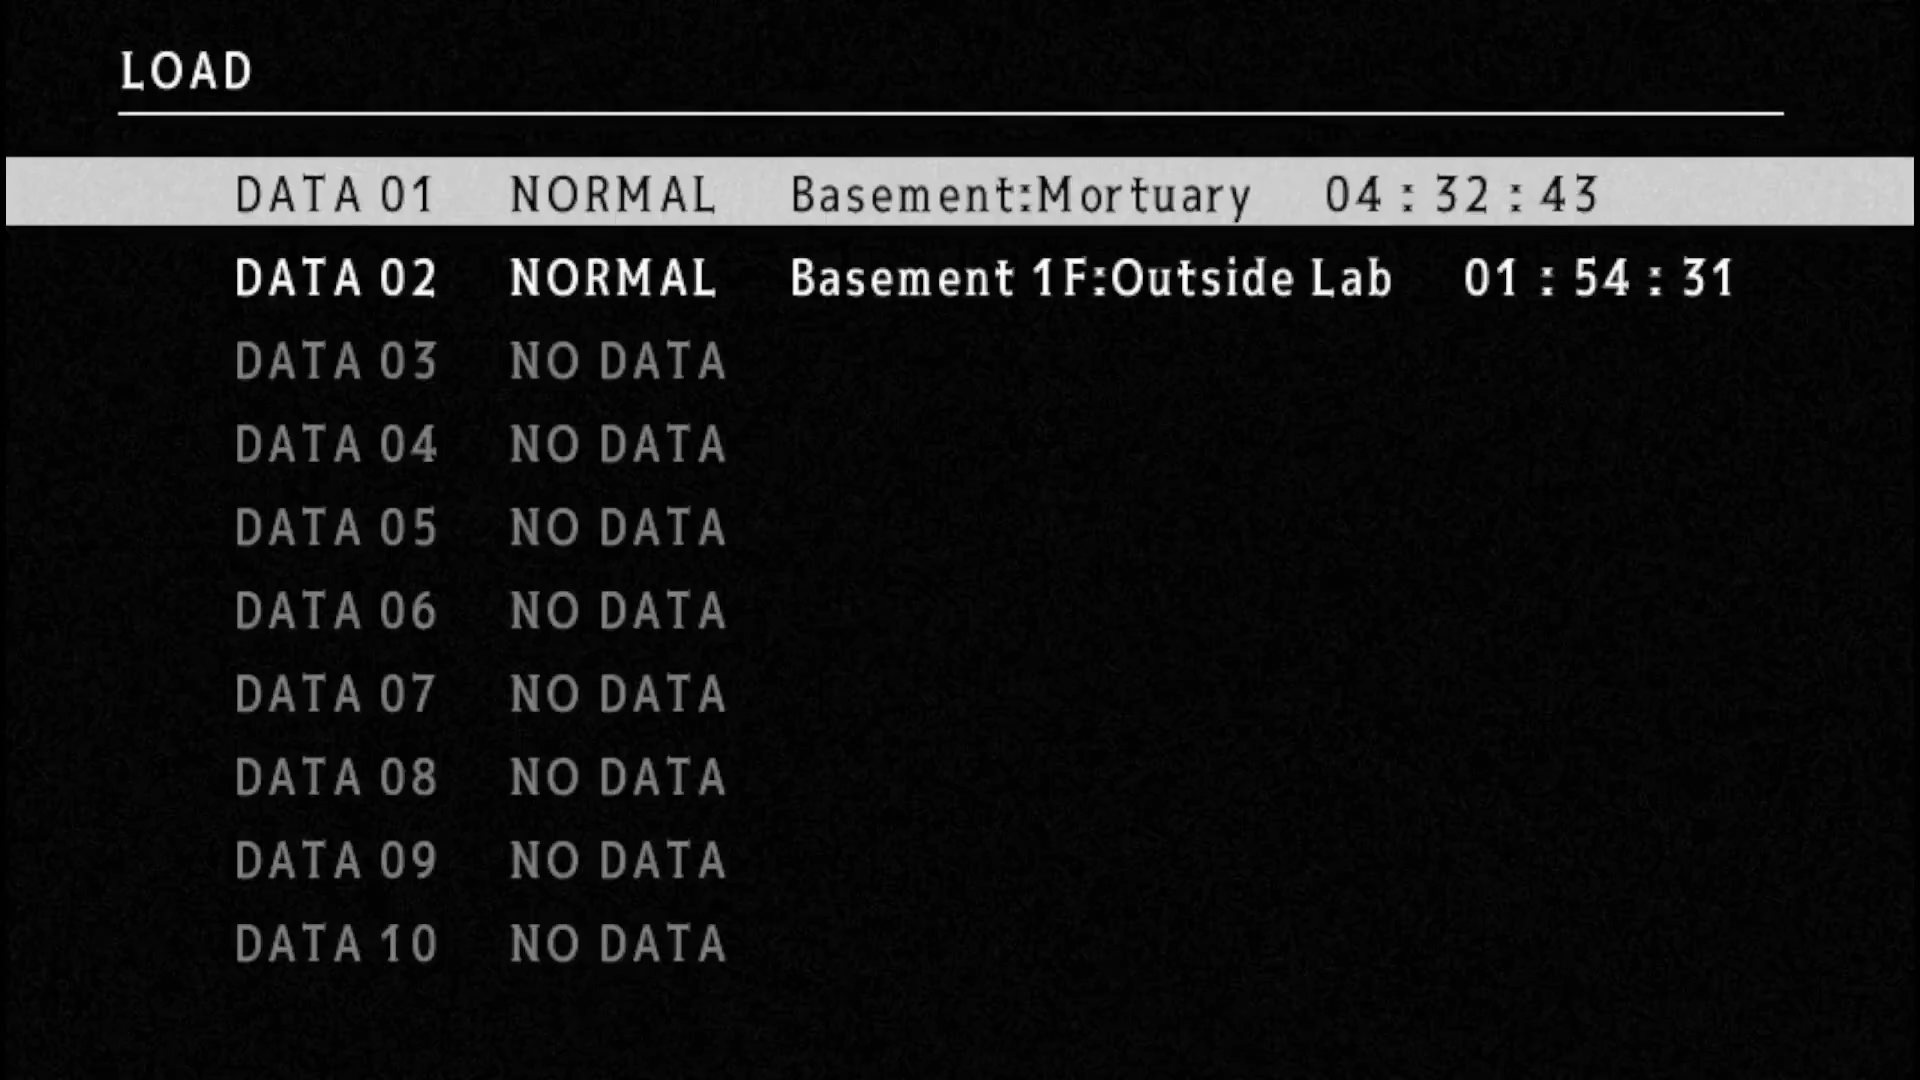 LOAD
DATA 01 NORMAL Basement:Mortuary 04 : 32 : 43
DATA 02 NORMAL Basement 1F:Outside Lab 01 : 54 : 31
DATA 03 NO DATA
DATA 04 NO DATA
DATA 05 NO DATA
DATA 06 NO DATA
DATA 07 NO DATA
DATA 08 NO DATA
DATA 09 NO DATA
DATA 10 NO DATA